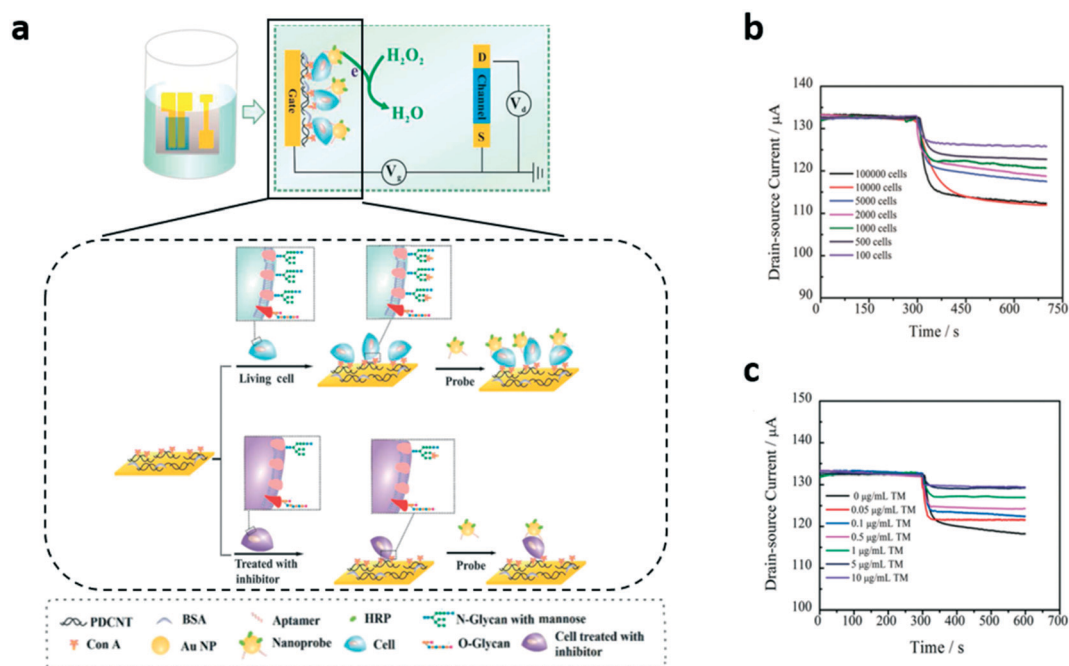 a
Gate
e
H₂O₂
H₂O
D
Channel
S
V_d
V_g
Living cell
Probe
Treated with
inhibitor
Probe
PDCNT
BSA
Aptamer
HRP
N-Glycan with mannose
Con A
Au NP
Nanoprobe
Cell
O-Glycan
Cell treated with
inhibitor
b
Drain-source Current / µA
140
130
120
110
100
90
100000 cells
10000 cells
5000 cells
2000 cells
1000 cells
500 cells
100 cells
0 150 300 450 600 750
Time / s
c
Drain-source Current / µA
150
140
130
120
110
100
0 µg/mL TM
0.05 µg/mL TM
0.1 µg/mL TM
0.5 µg/mL TM
1 µg/mL TM
5 µg/mL TM
10 µg/mL TM
0 100 200 300 400 500 600 700
Time / s